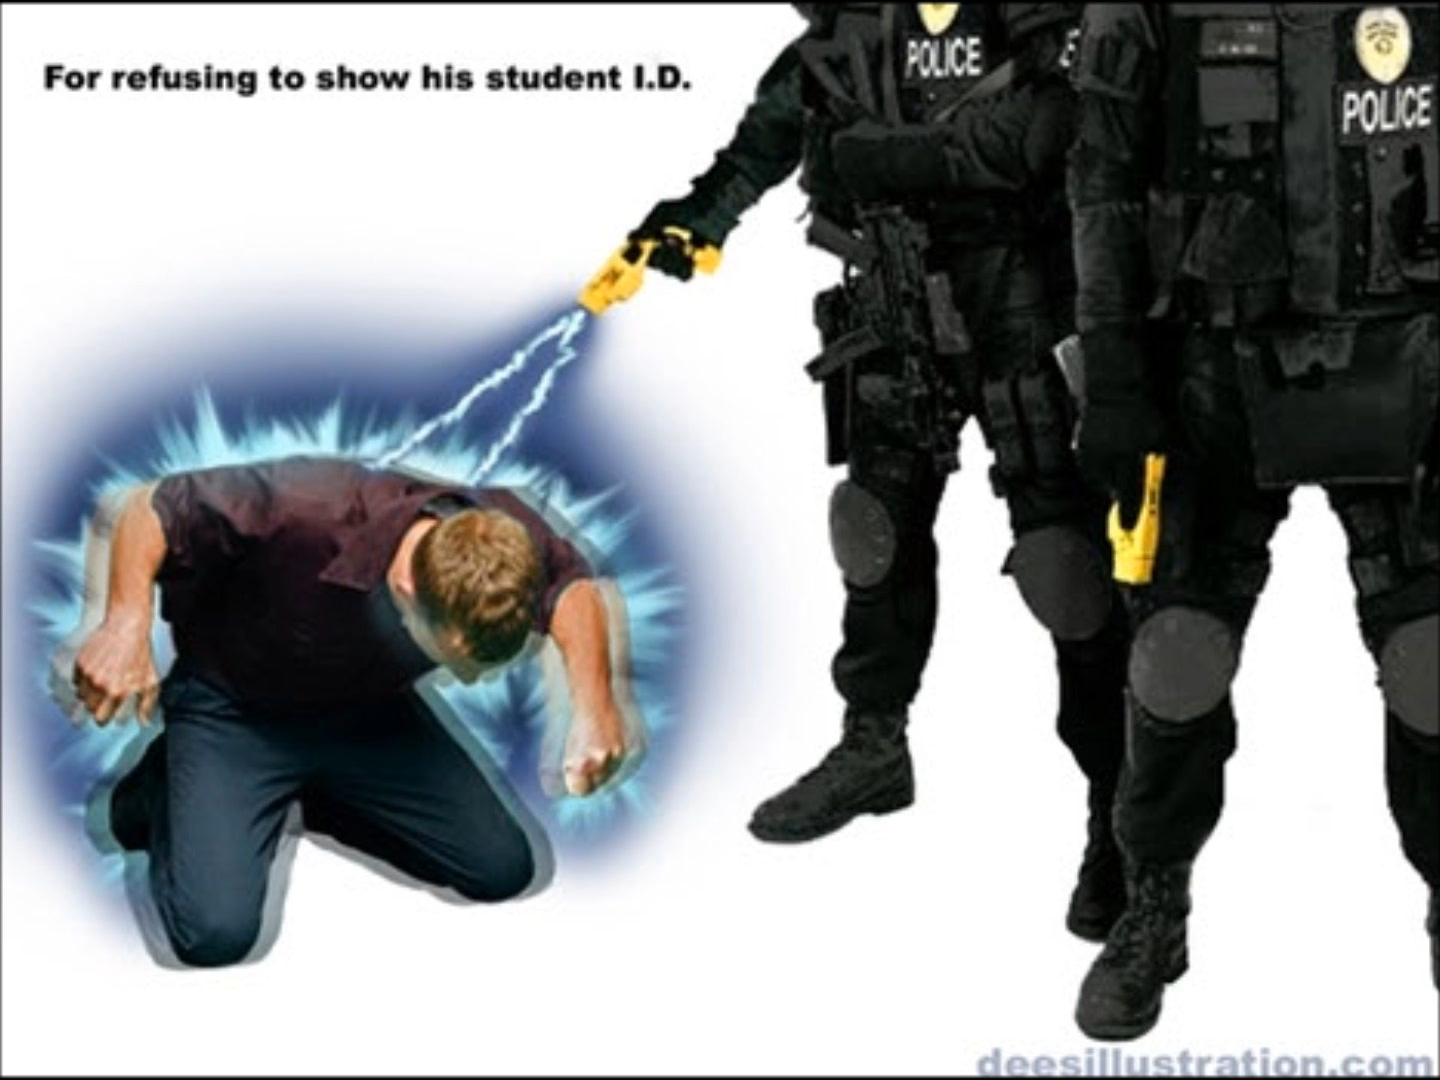 For refusing to show his student I.D.
POLICE
POLICE
deesillustration.com